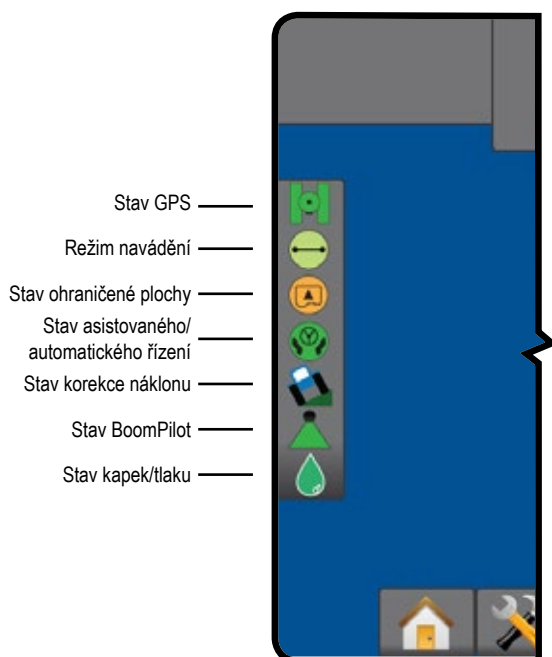 Stav GPS
Režim navádění
Stav ohraničené plochy
Stav asistovaného/
automatického řízení
Stav korekce náklonu
Stav BoomPilot
Stav kapek/tlaku